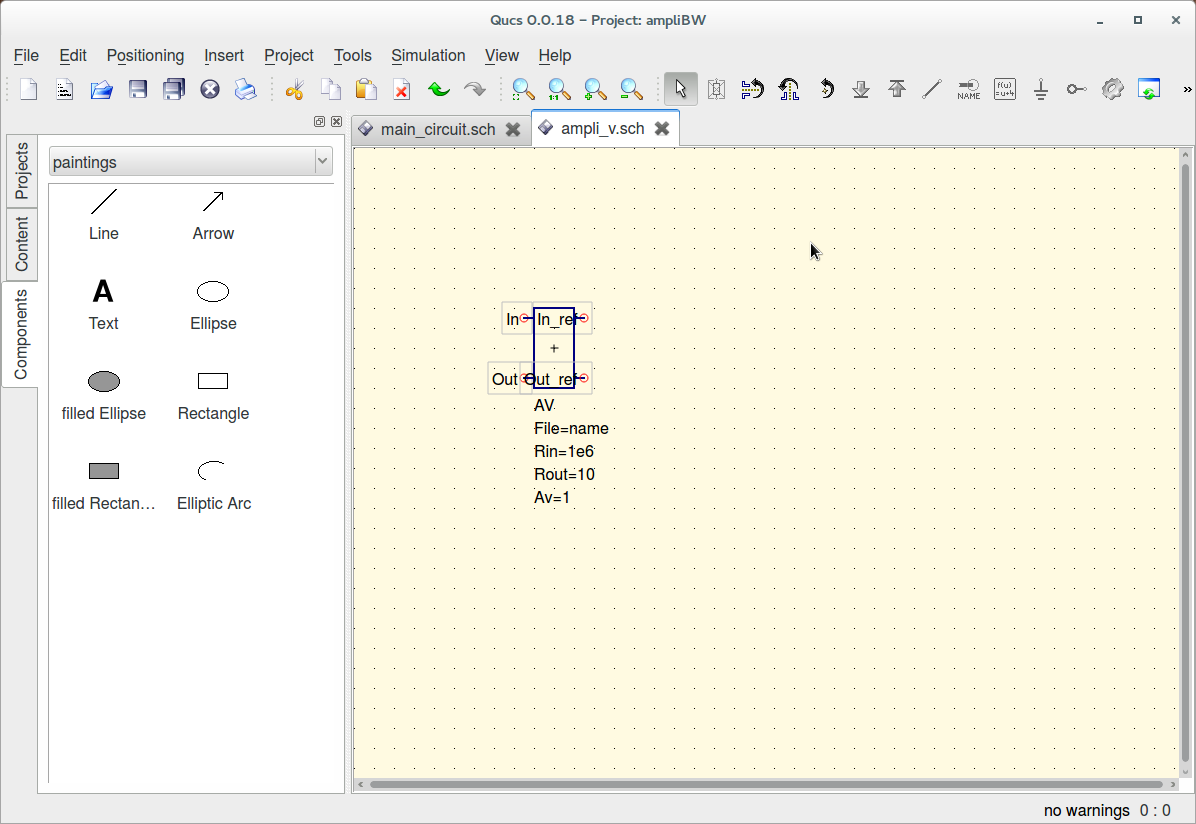 Qucs 0.0.18 – Project: ampliBW
File Edit Positioning Insert Project Tools Simulation View Help
NAME
f(u)
=u+4
»
main_circuit.sch
ampli_v.sch
Projects
Content
Components
paintings
Line
Arrow
A
Text
Ellipse
filled Ellipse
Rectangle
filled Rectan…
Elliptic Arc
In
In_ref
Out
Out_ref
AV
File=name
Rin=1e6
Rout=10
Av=1
no warnings 0 : 0